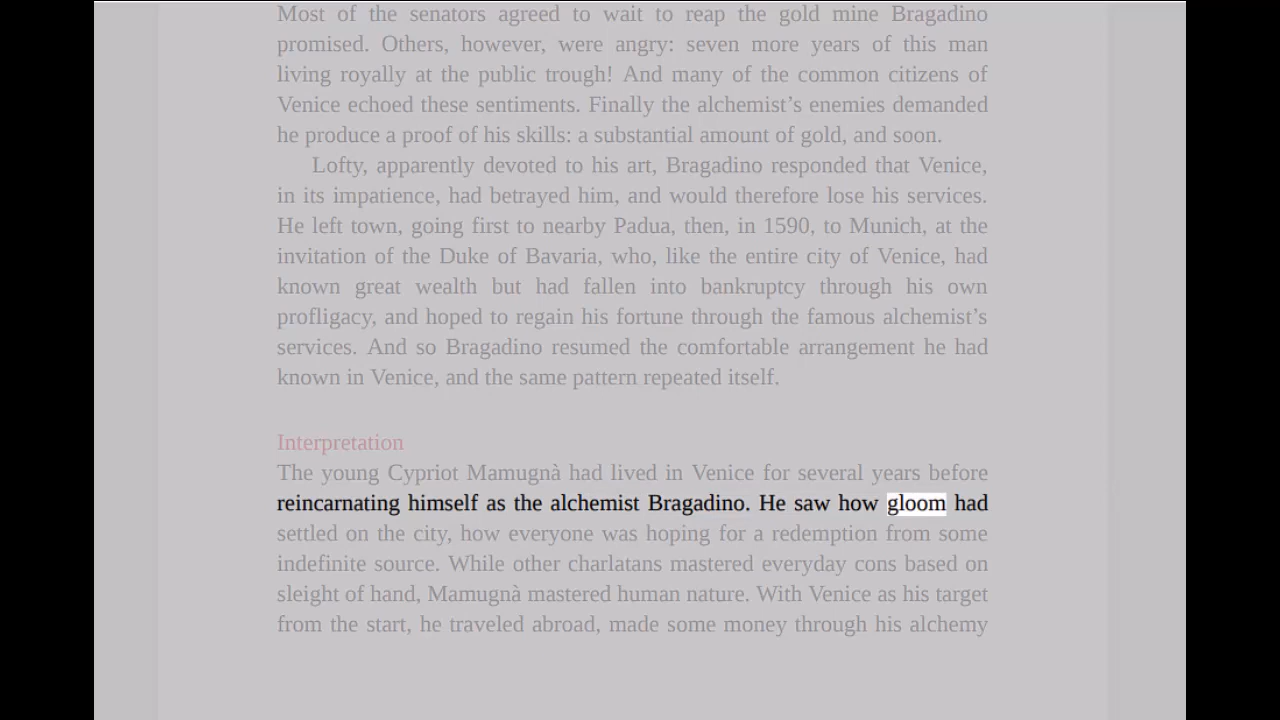 Most of the senators agreed to wait to reap the gold mine Bragadino
promised. Others, however, were angry: seven more years of this man
living royally at the public trough! And many of the common citizens of
Venice echoed these sentiments. Finally the alchemist’s enemies demanded
he produce a proof of his skills: a substantial amount of gold, and soon.
Lofty, apparently devoted to his art, Bragadino responded that Venice,
in its impatience, had betrayed him, and would therefore lose his services.
He left town, going first to nearby Padua, then, in 1590, to Munich, at the
invitation of the Duke of Bavaria, who, like the entire city of Venice, had
known great wealth but had fallen into bankruptcy through his own
profligacy, and hoped to regain his fortune through the famous alchemist’s
services. And so Bragadino resumed the comfortable arrangement he had
known in Venice, and the same pattern repeated itself.
Interpretation
The young Cypriot Mamugnà had lived in Venice for several years before
reincarnating himself as the alchemist Bragadino. He saw how gloom had
settled on the city, how everyone was hoping for a redemption from some
indefinite source. While other charlatans mastered everyday cons based on
sleight of hand, Mamugnà mastered human nature. With Venice as his target
from the start, he traveled abroad, made some money through his alchemy